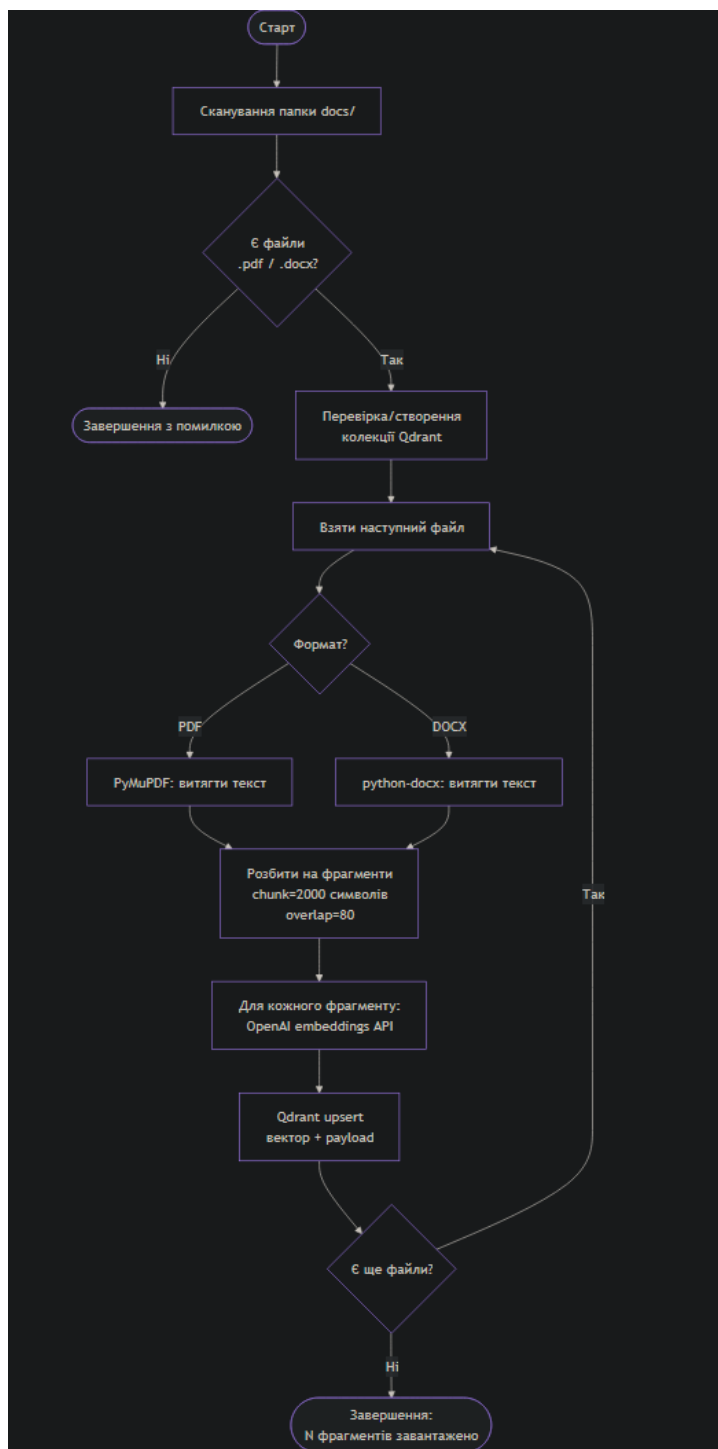 Старт
Сканування папки docs/
Є файли
.pdf / .docx?
Ні
Так
Завершення з помилкою
Перевірка/створення
колекції Qdrant
Взяти наступний файл
Формат?
PDF
DOCX
PyMuPDF: витягти текст
python-docx: витягти текст
Розбити на фрагменти
chunk=2000 символів
overlap=80
Так
Для кожного фрагменту:
OpenAI embeddings API
Qdrant upsert
вектор + payload
Є ще файли?
Ні
Завершення:
N фрагментів завантажено